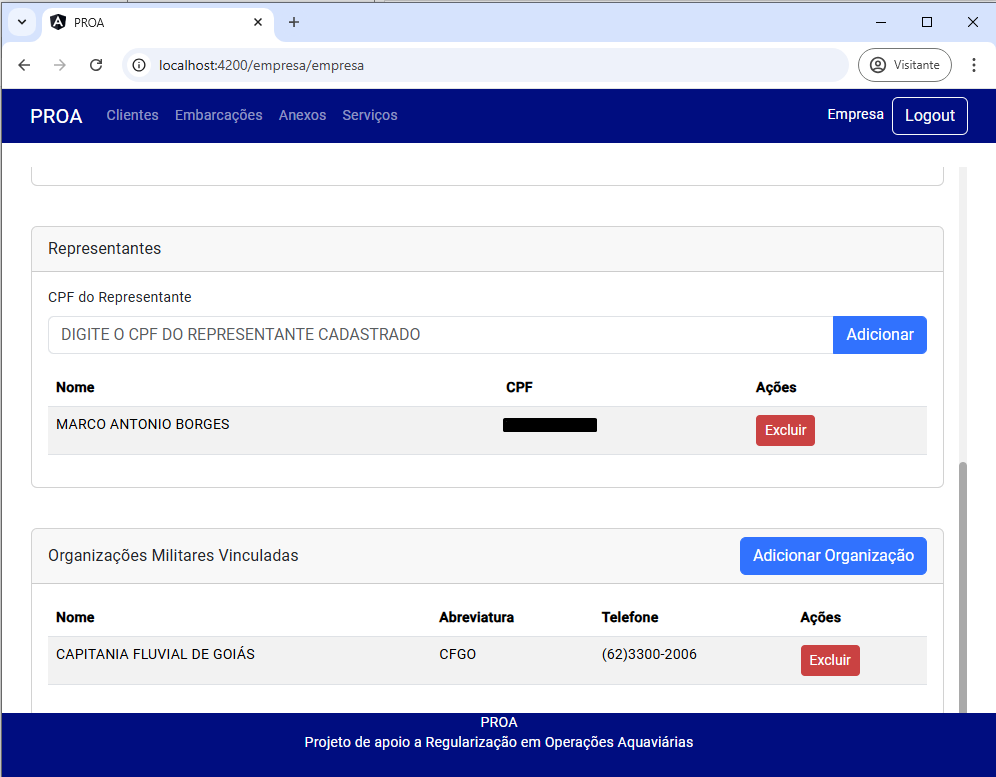 PROA
localhost:4200/empresa/empresa
Visitante
PROA Clientes Embarcações Anexos Serviços Empresa Logout
Representantes
CPF do Representante
DIGITE O CPF DO REPRESENTANTE CADASTRADO Adicionar
Nome CPF Ações
MARCO ANTONIO BORGES Excluir
Organizações Militares Vinculadas Adicionar Organização
Nome Abreviatura Telefone Ações
CAPITANIA FLUVIAL DE GOIÁS CFGO (62)3300-2006 Excluir
PROA
Projeto de apoio a Regularização em Operações Aquaviárias